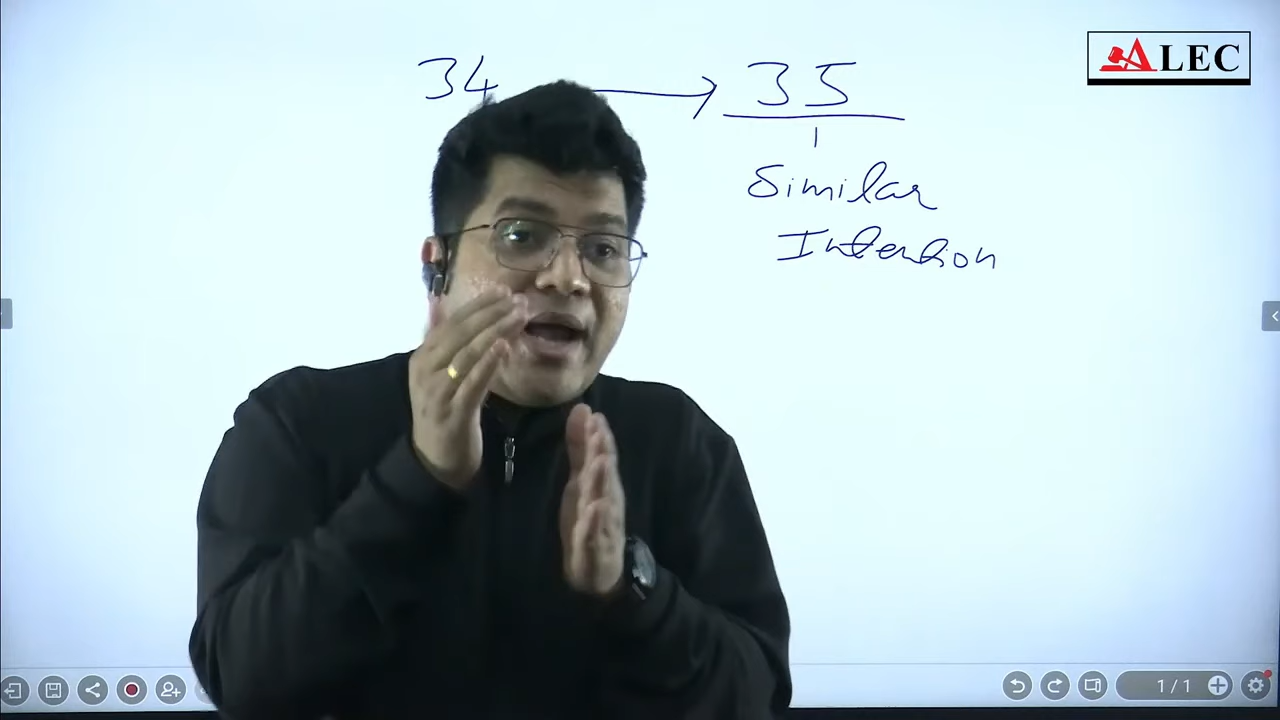 34 → 35
Similar
Intention
ALEC
1/1